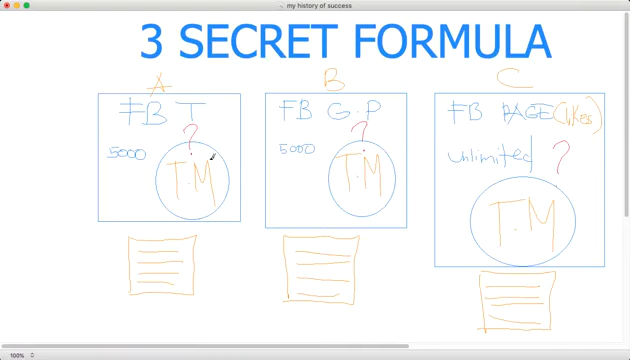 my history of success
3 SECRET FORMULA
A
B
C
FB T
?
5000
T.M
FB G.P
?
5000
T.M
FB PAGE (LIKES)
unlimited ?
T.M
100%